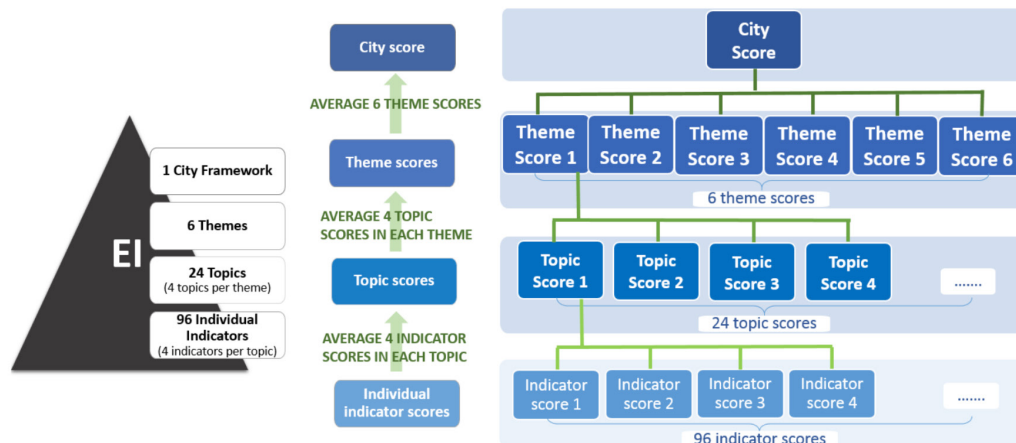 EI
1 City Framework
6 Themes
24 Topics
(4 topics per theme)
96 Individual
Indicators
(4 indicators per topic)
City score
AVERAGE 6 THEME SCORES
Theme scores
AVERAGE 4 TOPIC
SCORES IN EACH THEME
Topic scores
AVERAGE 4 INDICATOR
SCORES IN EACH TOPIC
Individual
indicator scores
City
Score
Theme
Score 1
Theme
Score 2
Theme
Score 3
Theme
Score 4
Theme
Score 5
Theme
Score 6
6 theme scores
Topic
Score 1
Topic
Score 2
Topic
Score 3
Topic
Score 4
.......
24 topic scores
Indicator
score 1
Indicator
score 2
Indicator
score 3
Indicator
score 4
.......
96 indicator scores